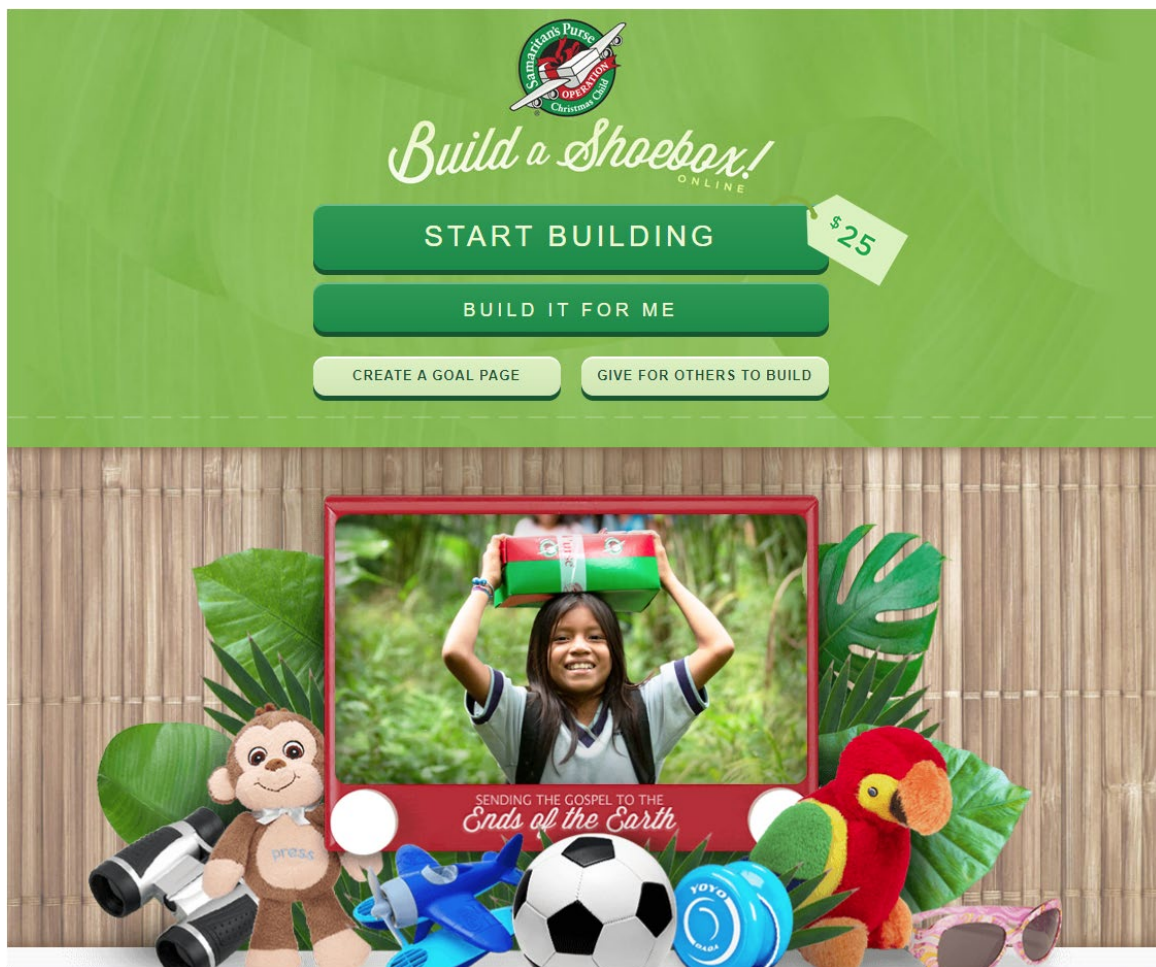 Samaritan's Purse
OPERATION
Christmas Child
Build a Shoebox!
ONLINE
START BUILDING
$25
BUILD IT FOR ME
CREATE A GOAL PAGE
GIVE FOR OTHERS TO BUILD
SENDING THE GOSPEL TO THE
Ends of the Earth
press
YOYO